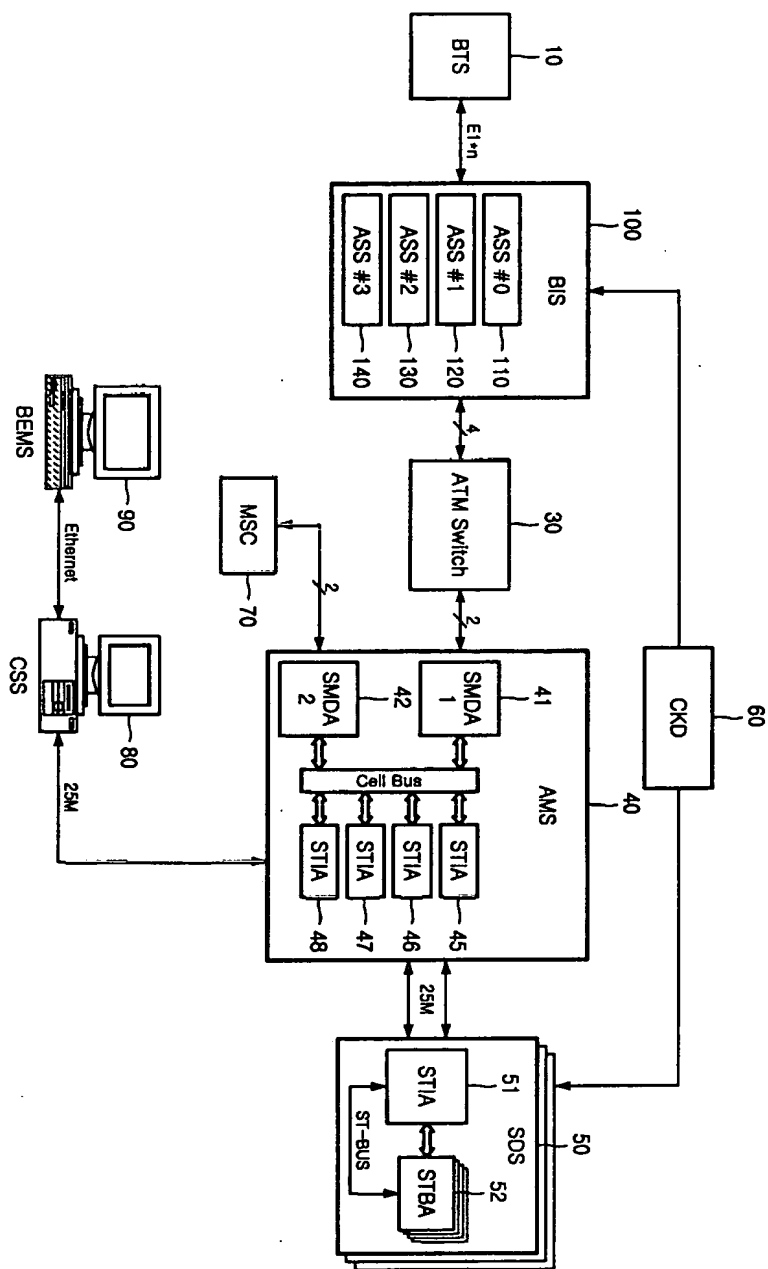 60
CKD
10
BTS
E1*n
100
BIS
ASS #0
110
ASS #1
120
ASS #2
130
ASS #3
140
4
30
ATM Switch
2
40
AMS
41
SMDA
1
42
SMDA
2
Cell Bus
STIA
45
STIA
46
STIA
47
STIA
48
25M
50
SDS
51
STIA
52
STBA
ST-BUS
MSC
70
2
90
BEMS
Ethernet
80
CSS
25M